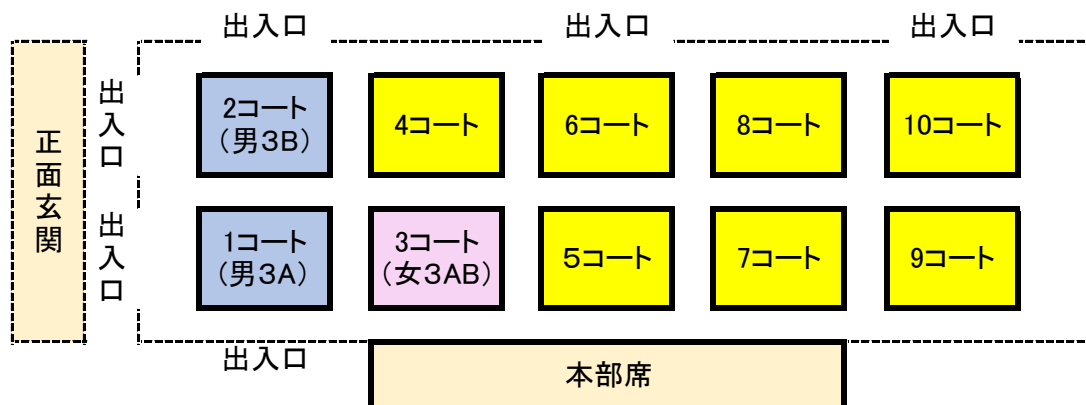 出入口 出入口 出入口
正面玄関
出入口
2コート
(男3B)
4コート
6コート
8コート
10コート
出入口
1コート
(男3A)
3コート
(女3AB)
5コート
7コート
9コート
出入口
本部席